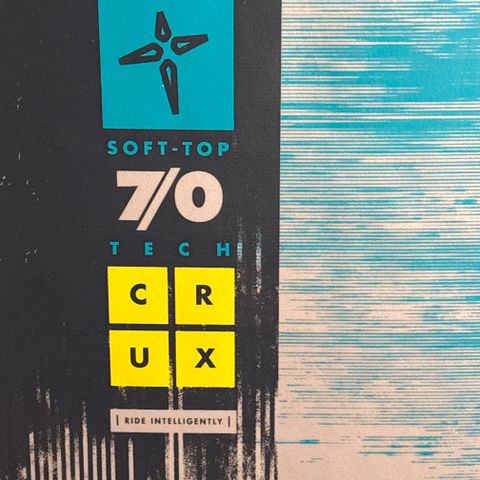 SOFT-TOP
7/0
TECH
C R
U X
RIDE INTELLIGENTLY